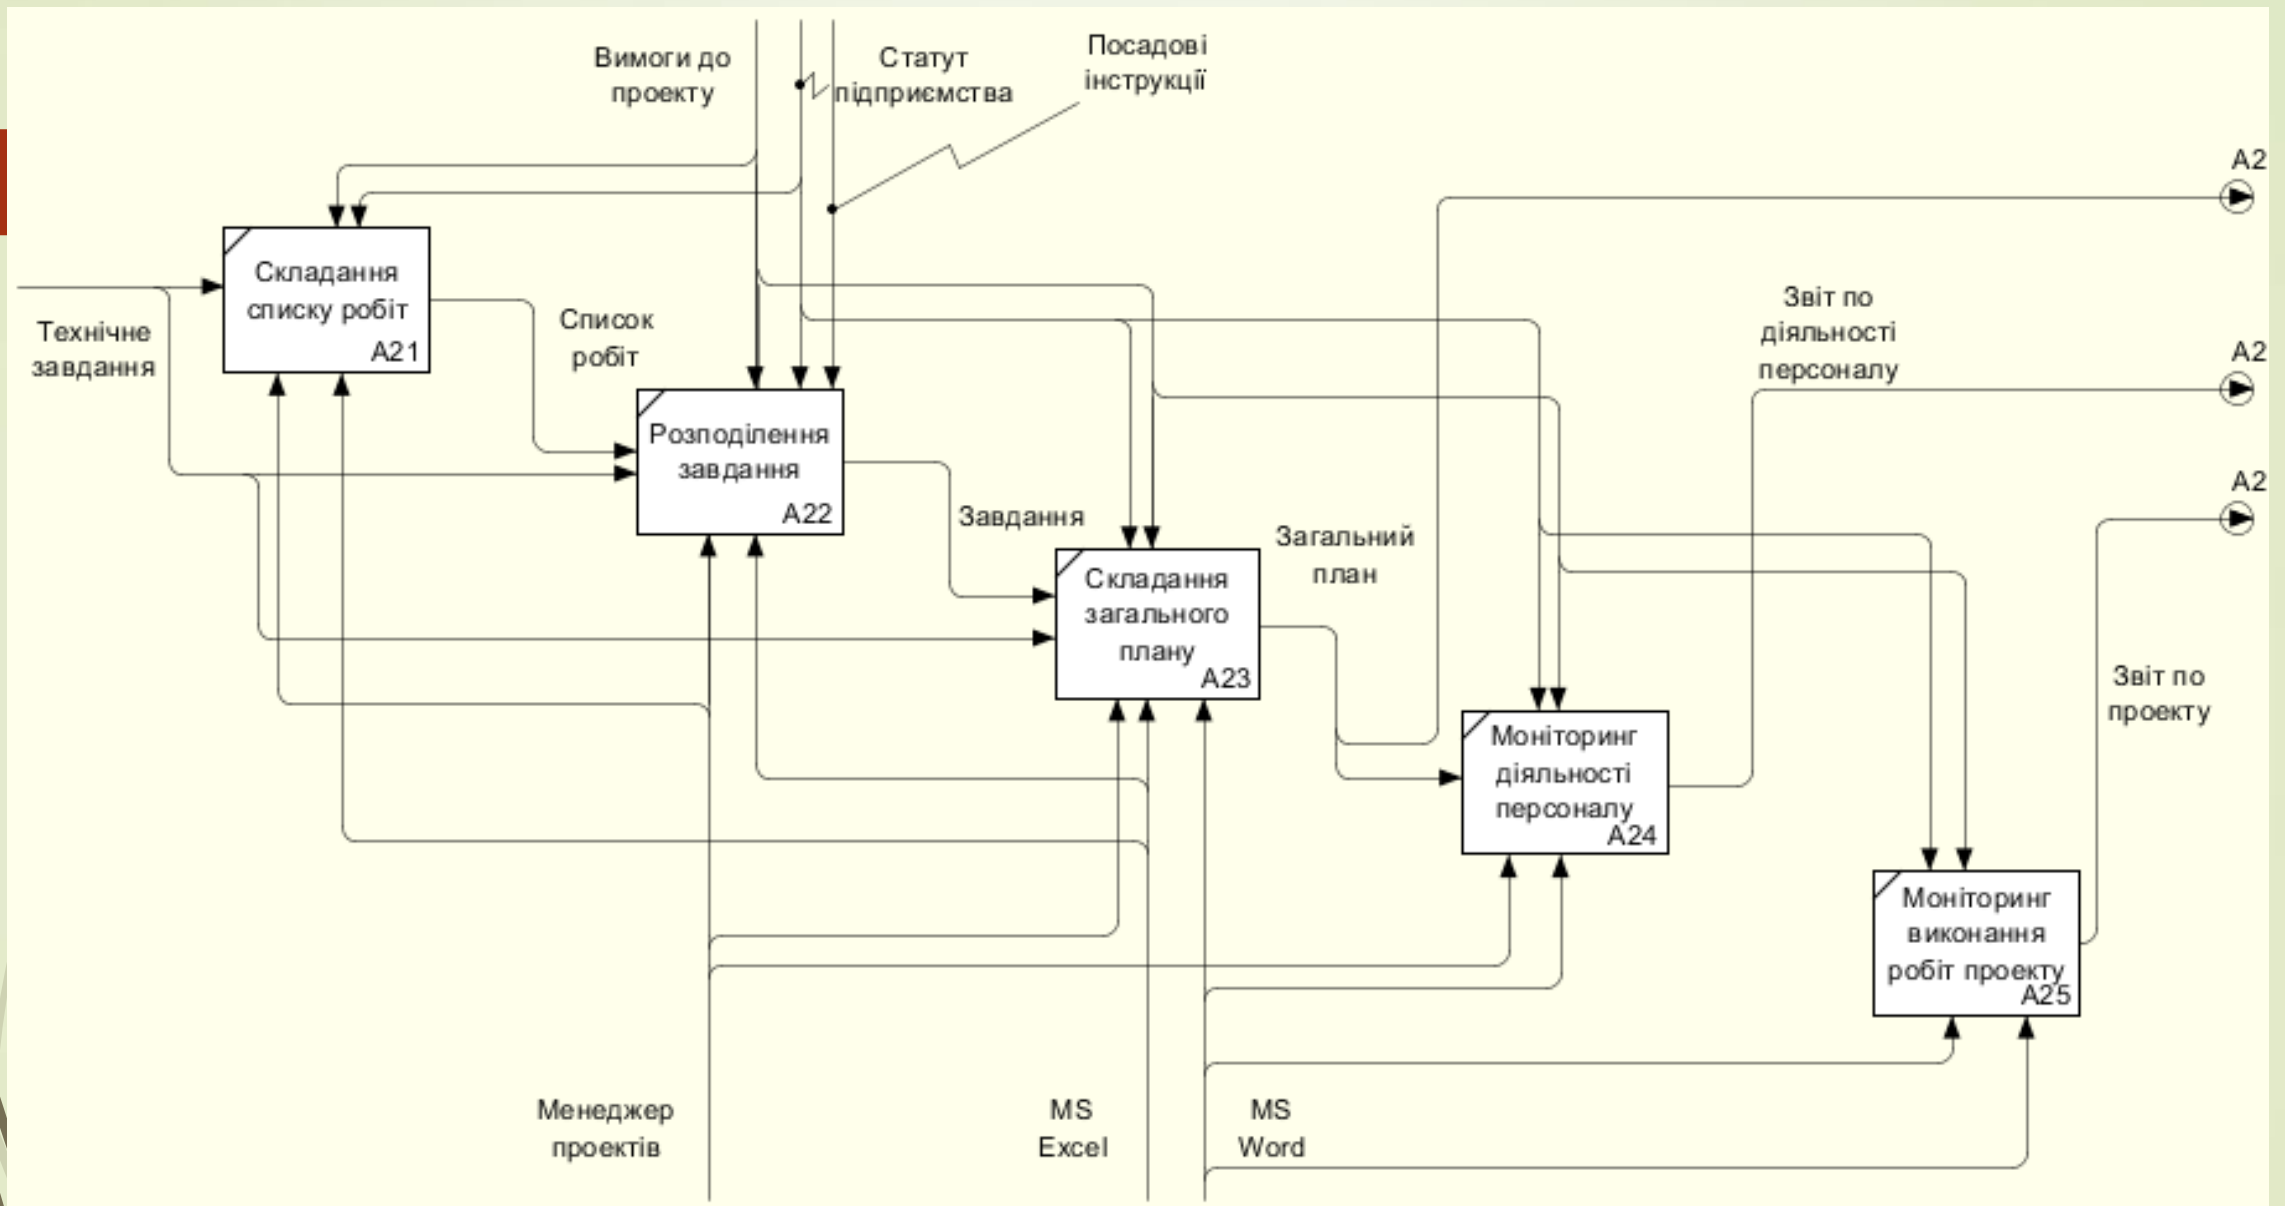 Вимоги до
проекту
Статут
підприємства
Посадові
інструкції
A2
Складання
списку робіт
A21
Технічне
завдання
Список
робіт
Звіт по
діяльності
персоналу
A2
Розподілення
завдання
A22
Завдання
Загальний
план
A2
Складання
загального
плану
A23
Звіт по
проекту
Моніторинг
діяльності
персоналу
A24
Моніторинг
виконання
робіт проекту
A25
Менеджер
проектів
MS
Excel
MS
Word